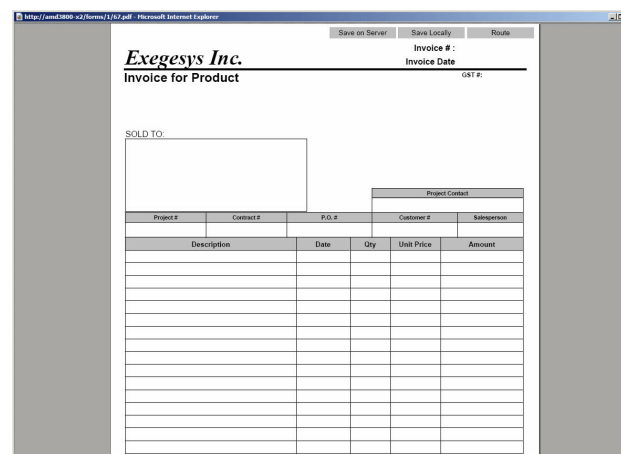 http://amd3800-x2/forms/1/67.pdf - Microsoft Internet Explorer
Save on Server Save Locally Route
Invoice # :
Exegesys Inc.
Invoice Date
Invoice for Product
GST #:
SOLD TO:
Project Contact
Project # Contract # P.O. # Customer # Salesperson
Description Date Qty Unit Price Amount